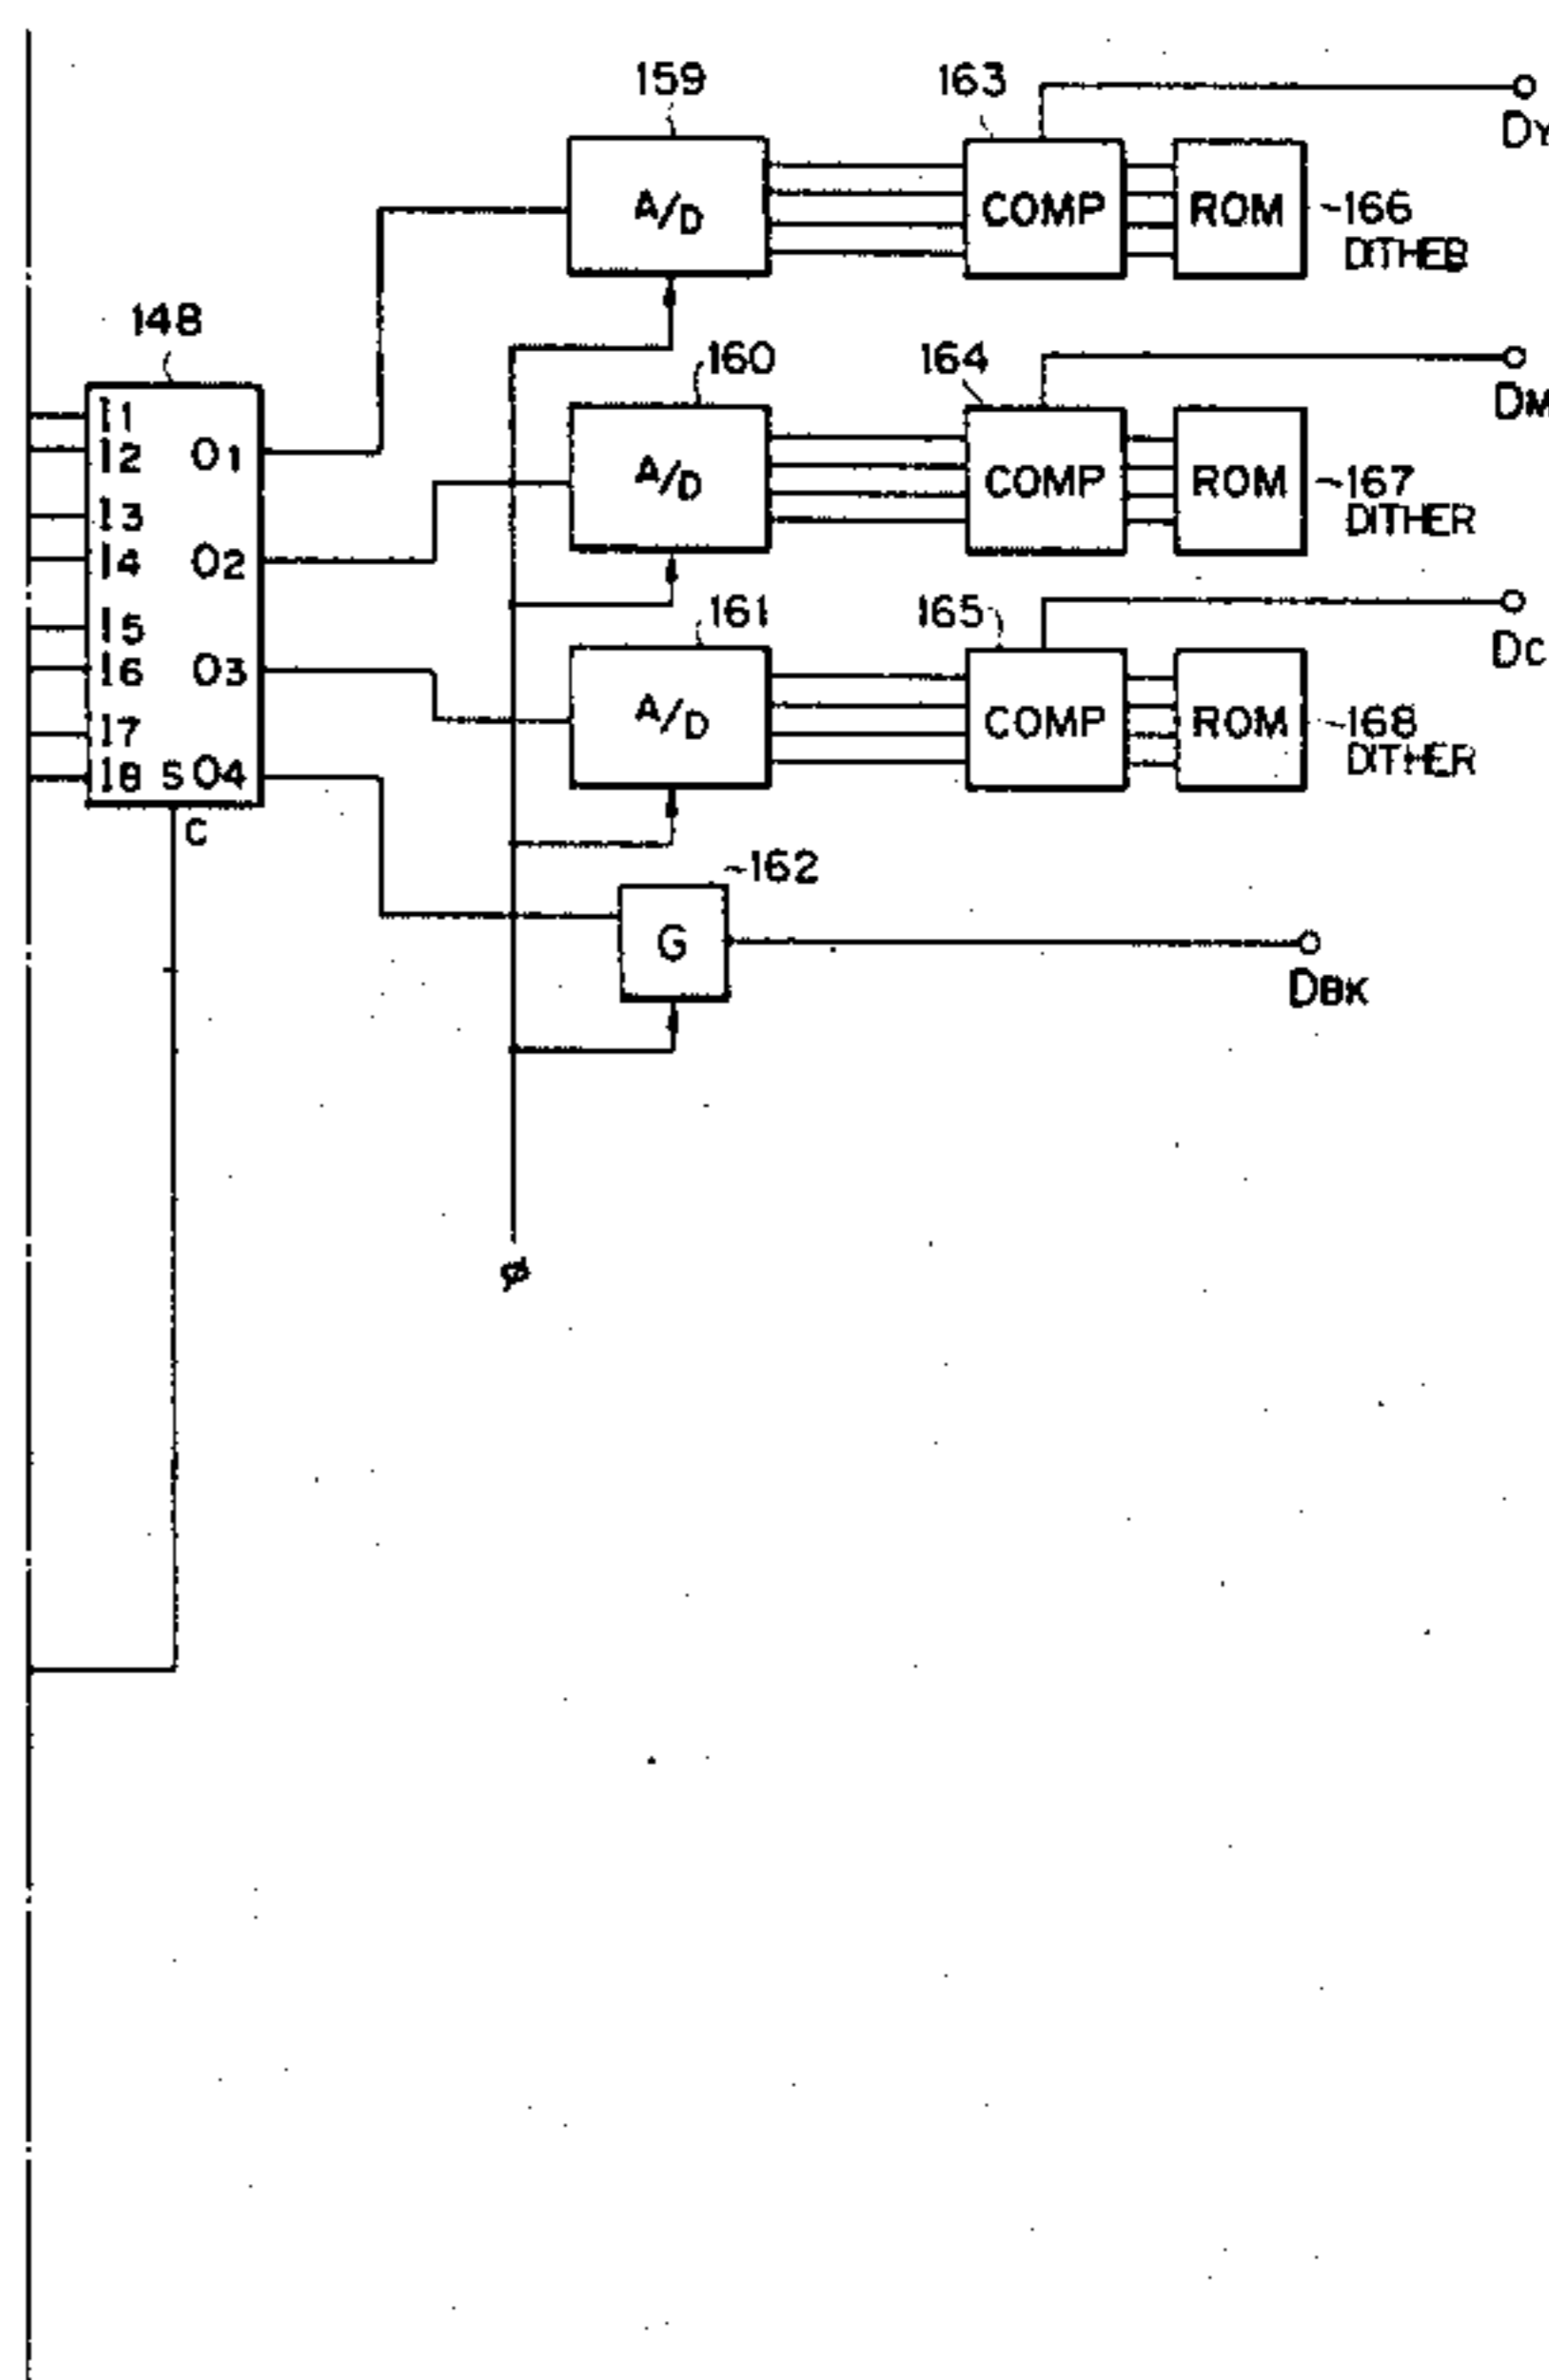 159
163
DY
A/D
COMP
ROM
166
DITHER
148
160
164
DM
I1
I2
O1
A/D
COMP
ROM
167
DITHER
I3
I4
O2
161
165
DC
I5
I6
O3
A/D
COMP
ROM
168
DITHER
I7
I8 S O4
C
162
G
DBK
ø